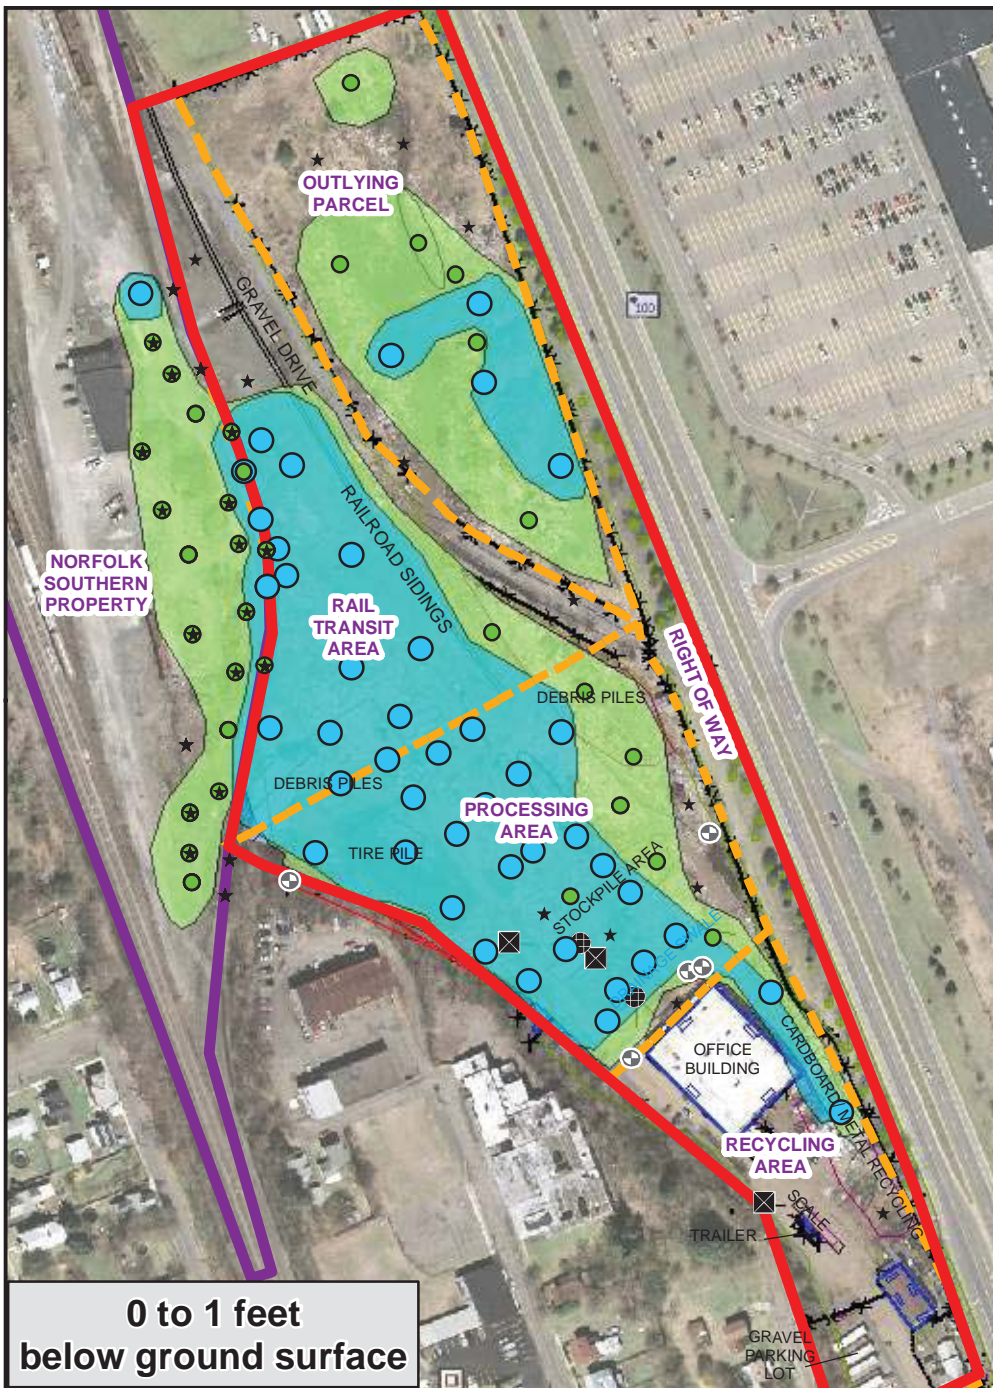 OUTLYING
PARCEL
100
GRAVEL DRIVE
RAILROAD SIDINGS
NORFOLK
SOUTHERN
PROPERTY
RAIL
TRANSIT
AREA
RIGHT OF WAY
DEBRIS PILES
DEBRIS PILES
PROCESSING
AREA
TIRE PILE
STOCKPILE AREA
DRAINAGE SWALE
OFFICE
BUILDING
CARDBOARD/ METAL RECYCLING
RECYCLING
AREA
SCALE
TRAILER
GRAVEL
PARKING
LOT
0 to 1 feet
below ground surface